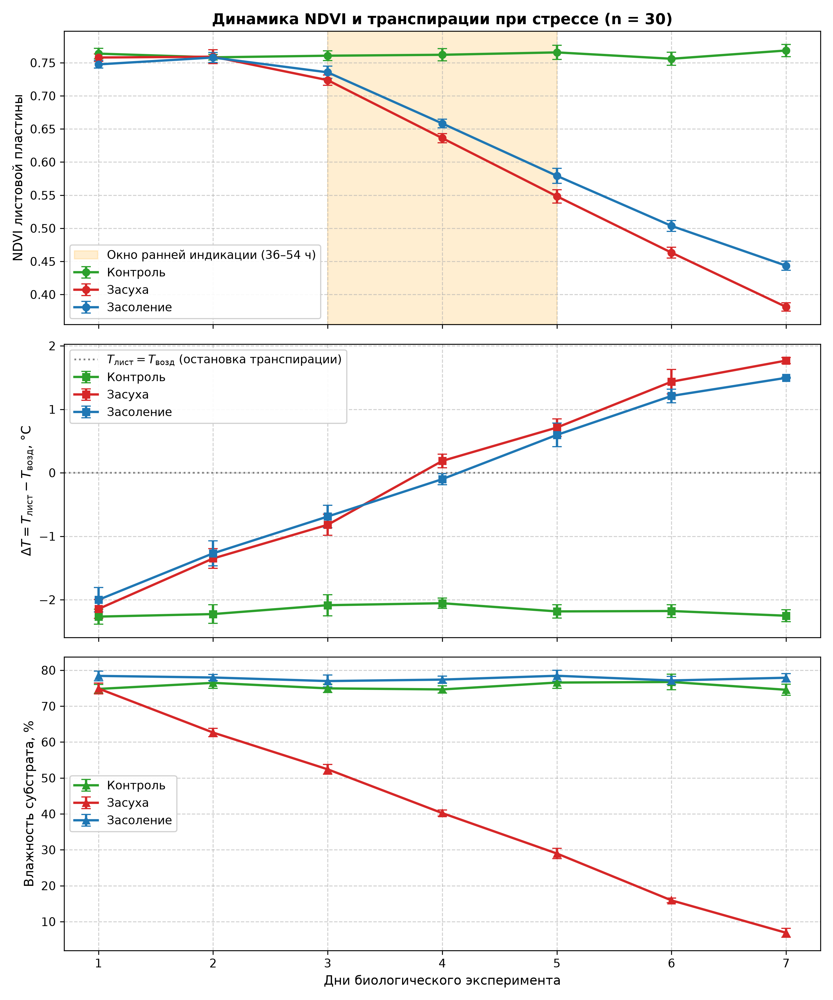 Динамика NDVI и транспирации при стрессе (n = 30)
NDVI листовой пластины
0.75
0.70
0.65
0.60
0.55
0.50
0.45
0.40
Окно ранней индикации (36–54 ч)
Контроль
Засуха
Засоление
ΔT = Tлист − Tвозд, °C
2
1
0
−1
−2
Tлист = Tвозд (остановка транспирации)
Контроль
Засуха
Засоление
Влажность субстрата, %
80
70
60
50
40
30
20
10
Контроль
Засуха
Засоление
1 2 3 4 5 6 7
Дни биологического эксперимента